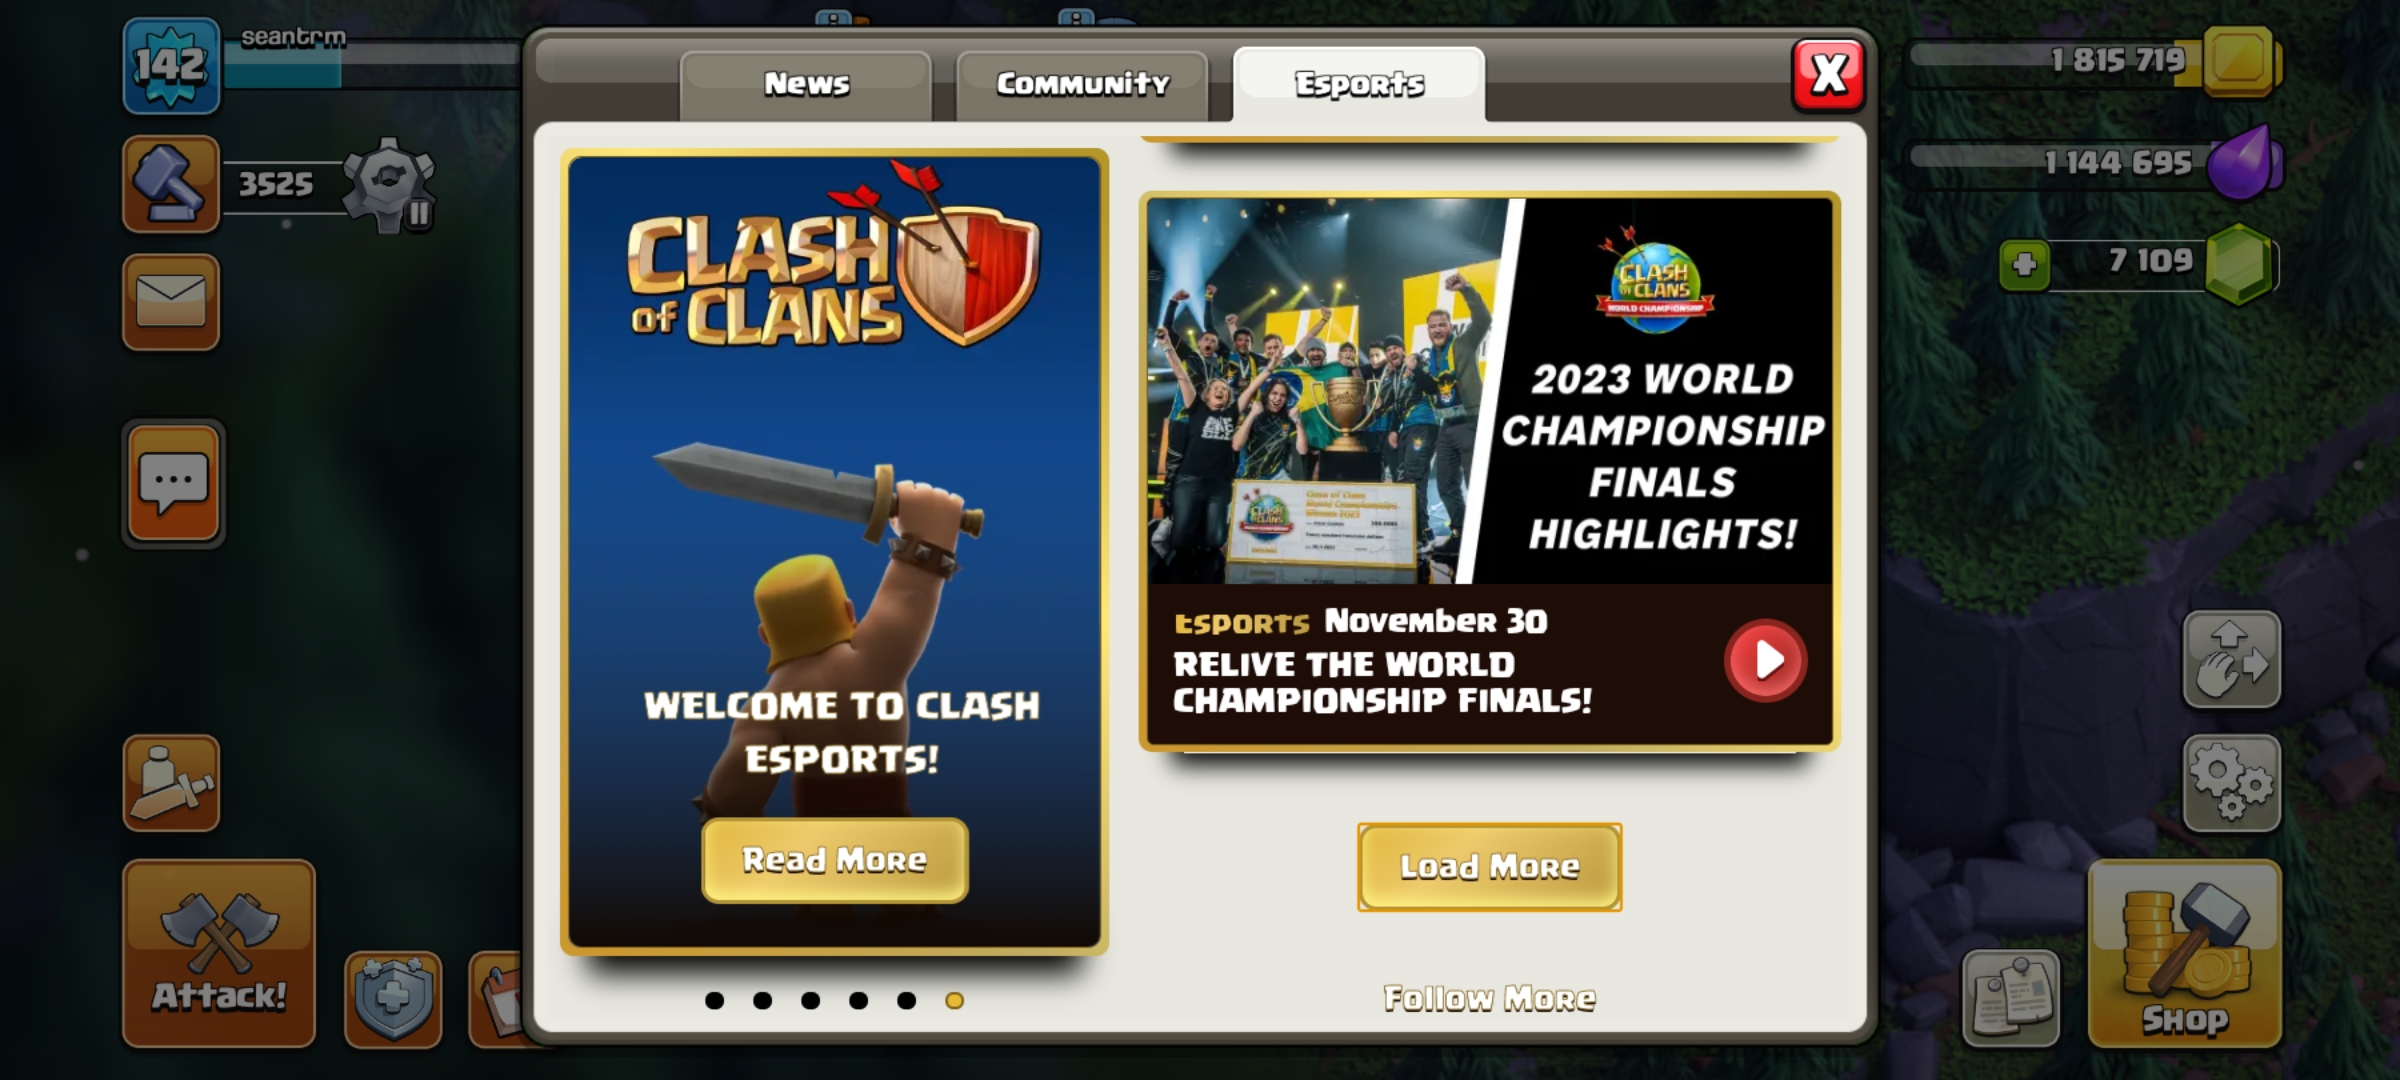 142
seantrm
News
Community
Esports
X
1 815 719
3525
1 144 695
7 109
CLASH
OF CLANS
WELCOME TO CLASH
ESPORTS!
Read More
CLASH
OF CLANS
WORLD CHAMPIONSHIP
2023 WORLD
CHAMPIONSHIP
FINALS
HIGHLIGHTS!
Esports November 30
RELIVE THE WORLD
CHAMPIONSHIP FINALS!
Load More
Follow More
Attack!
Shop